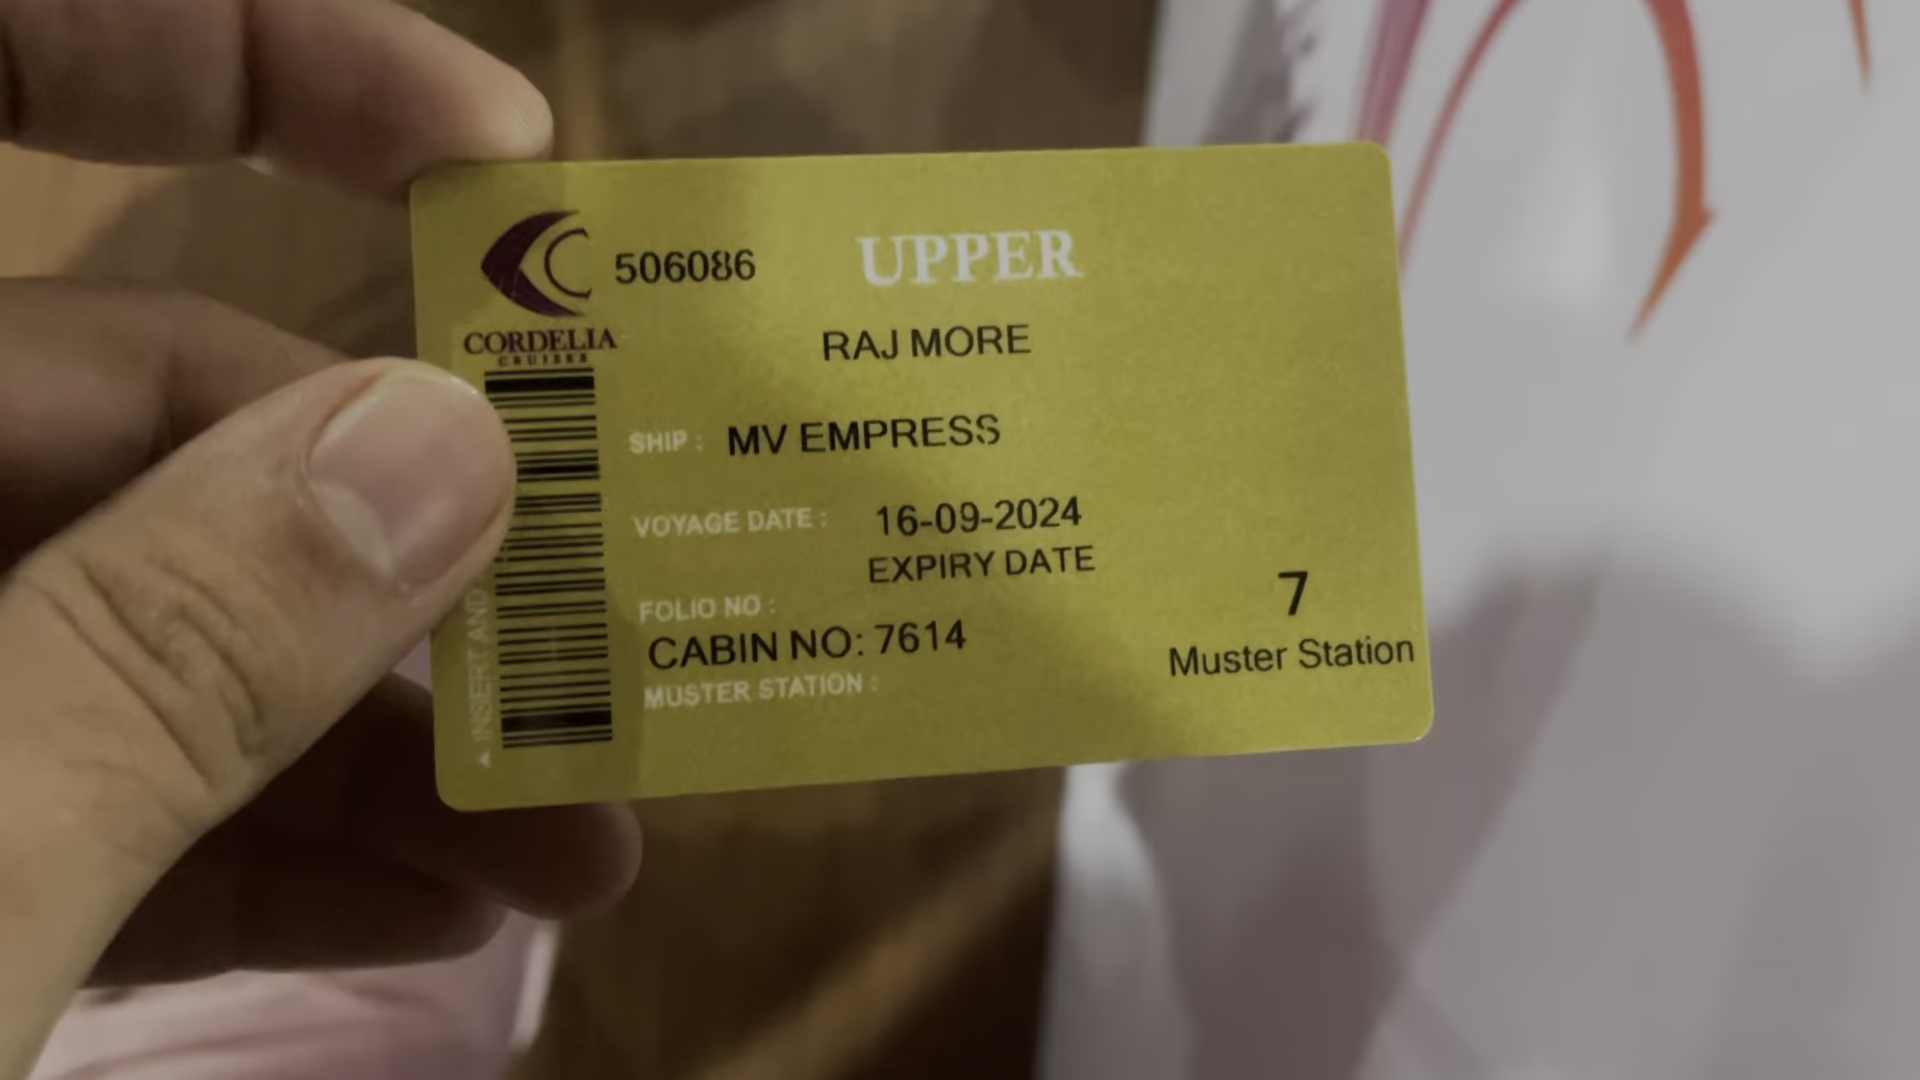 506086 UPPER
CORDELIA
CRUISES
RAJ MORE
SHIP : MV EMPRESS
VOYAGE DATE : 16-09-2024
EXPIRY DATE
FOLIO NO :
CABIN NO: 7614
MUSTER STATION :
7
Muster Station
▲ INSERT AND